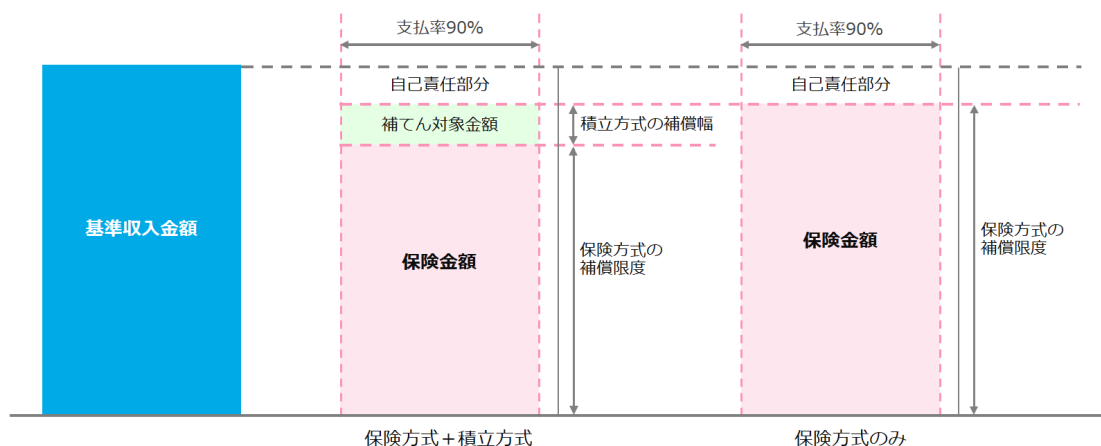 支払率90%
支払率90%
自己責任部分
自己責任部分
補てん対象金額
積立方式の補償幅
基準収入金額
保険金額
保険方式の
補償限度
保険金額
保険方式の
補償限度
保険方式＋積立方式
保険方式のみ